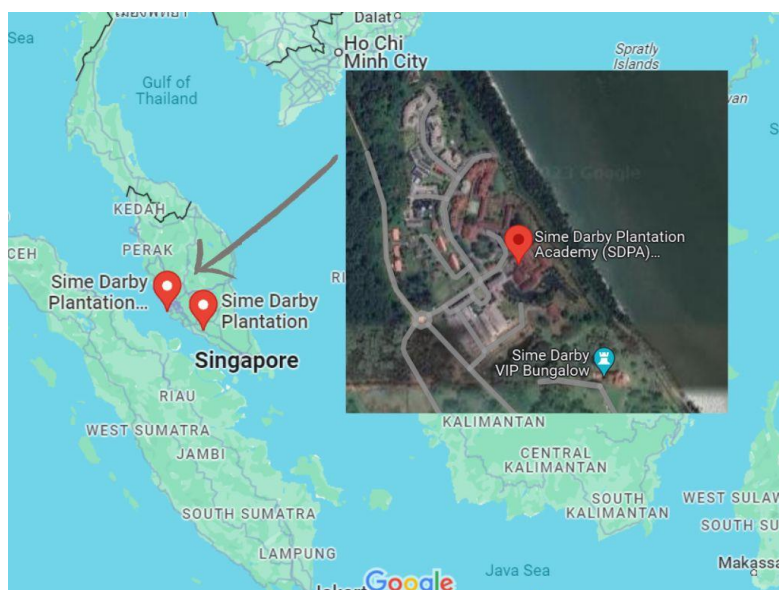 Dalat
Sea
Ho Chi
Minh City
Spratly
Islands
Gulf of
Thailand
KEDAH
PERAK
Sime Darby
Plantation...
Sime Darby
Plantation
Singapore
RIAU
WEST SUMATRA
JAMBI
SOUTH SUMATRA
LAMPUNG
Google
Sime Darby Plantation
Academy (SDPA)...
Sime Darby
VIP Bungalow
KALIMANTAN
CENTRAL
KALIMANTAN
SOUTH
KALIMANTAN
WEST SULAW
SOUTH SU
Makassa
Java Sea
Google